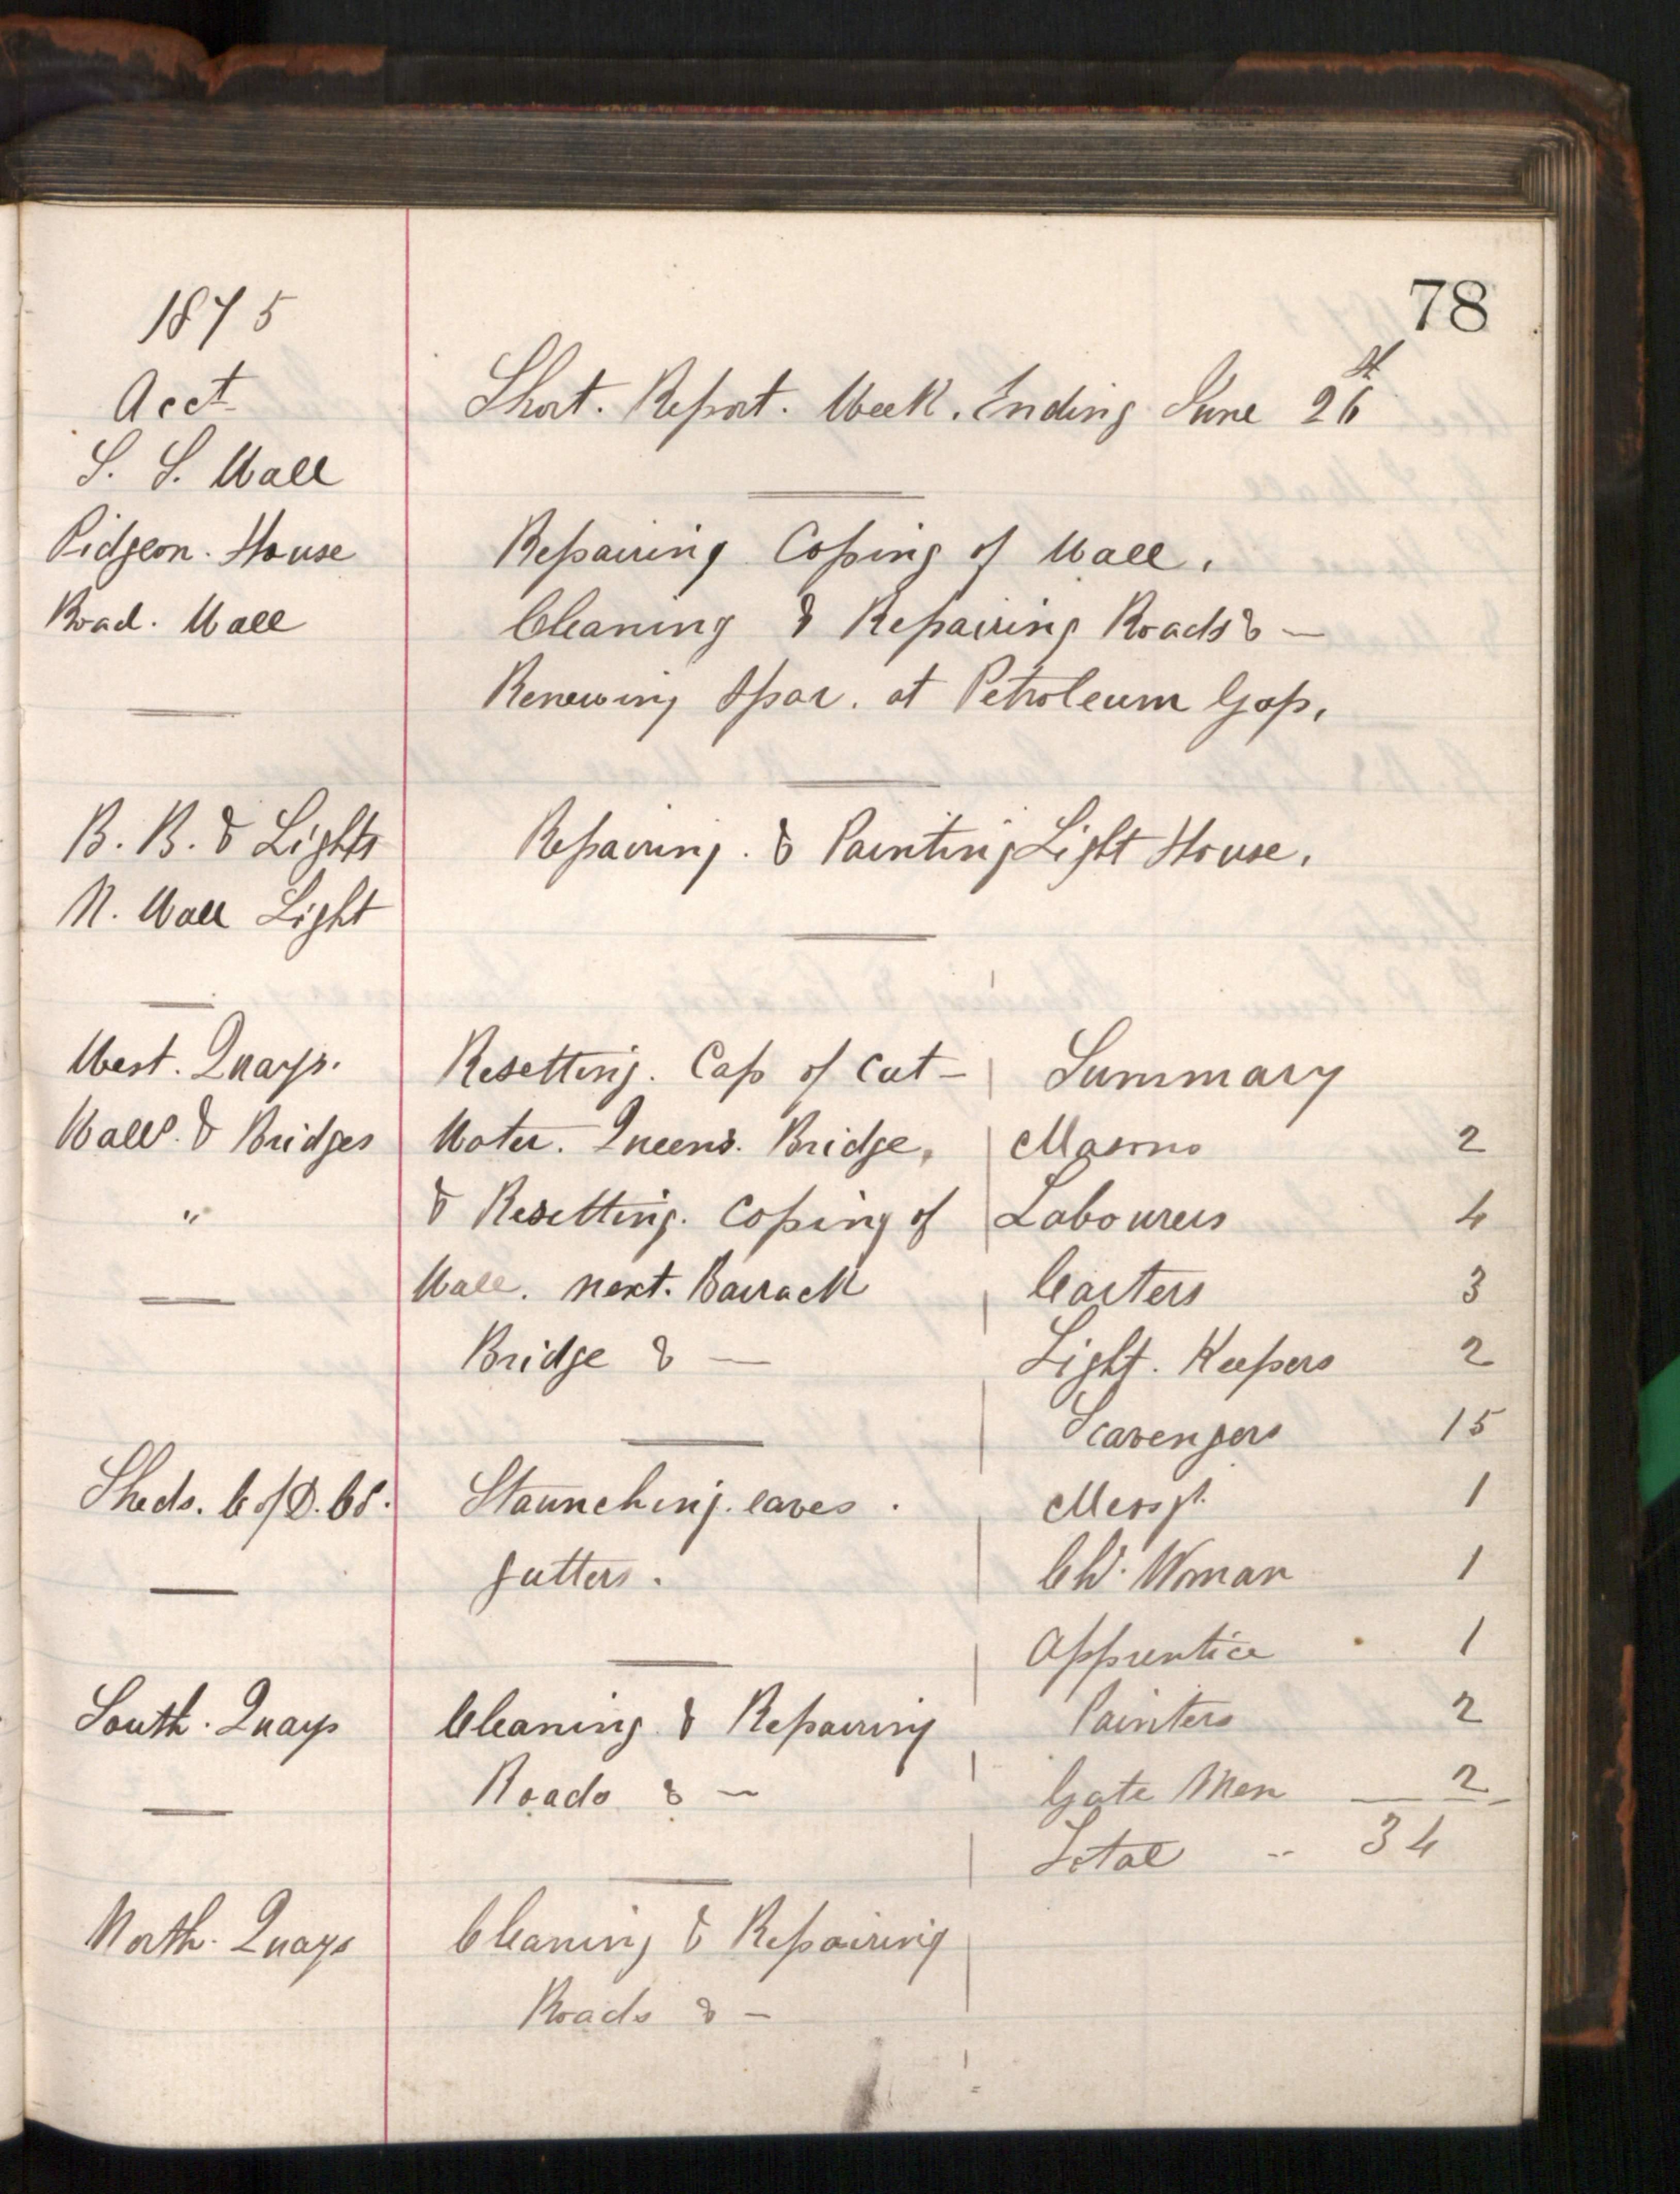 78
1875
Acct
Short. Report. Week. Ending June 26th
S. S. Wall
Pidgeon. House
Repairing Coping of Wall.
Road. Wall
Cleaning & Repairing Roads & —
Renewing Spar. at Petroleum Gap.
B. B. & Lights
Repairing. & Painting Light House.
N. Wall Light
West. Quays.
Resetting. Cap of Cut-
Walls. & Bridges
Water. Queens. Bridge,
"
& Resetting. Coping of
Wall. next. Barrack
Bridge & —
Sheds. C of D. Co.
Staunching. eaves.
gutters.
South. Quays
Cleaning & Repairing
Roads & —
North. Quays
Cleaning & Repairing
Roads & —
Summary
Masons 2
Labourers 4
Carters 3
Light. Keepers 2
Scavengers 15
Messgr. 1
Ch. Woman 1
Apprentice 1
Painters 2
Gate Men 2
Total .. 34